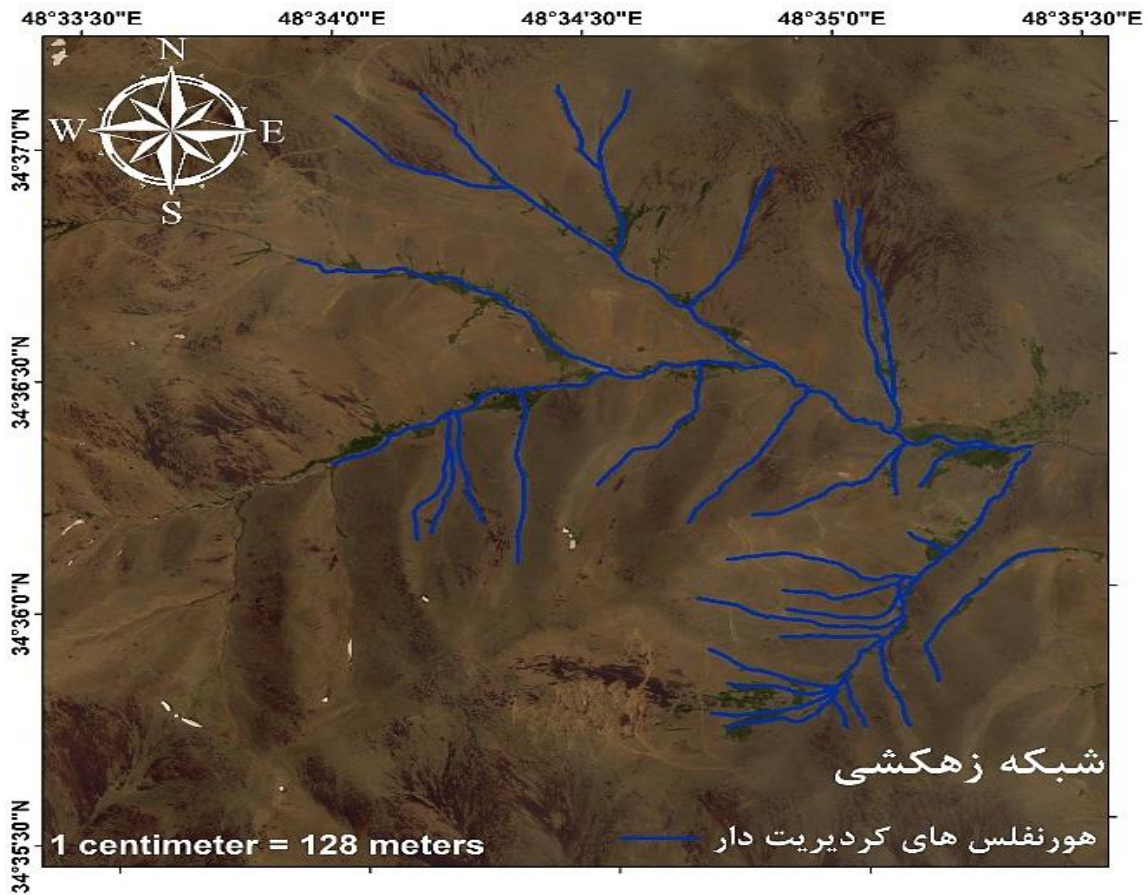 48°33'30"E 48°34'0"E 48°34'30"E 48°35'0"E 48°35'30"E
N
W E
S
34°37'0"N
34°36'30"N
34°36'0"N
34°35'30"N
شبکه زهکشی
هورنفلس های کردیریت دار
1 centimeter = 128 meters